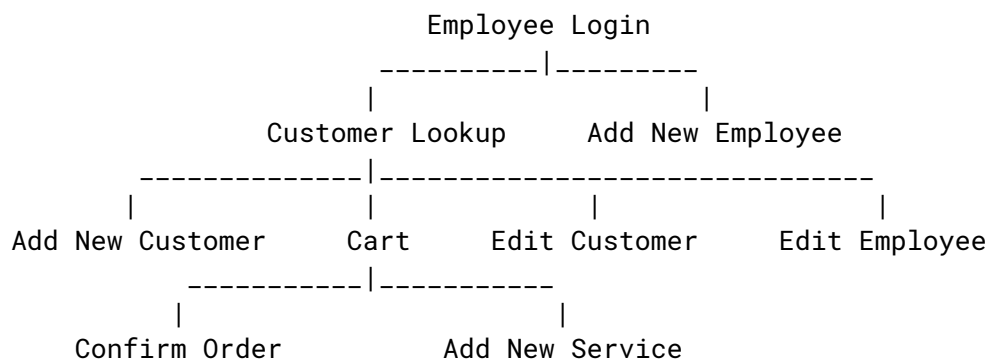 Employee Login
Customer Lookup Add New Employee
Add New Customer Cart Edit Customer Edit Employee
Confirm Order Add New Service